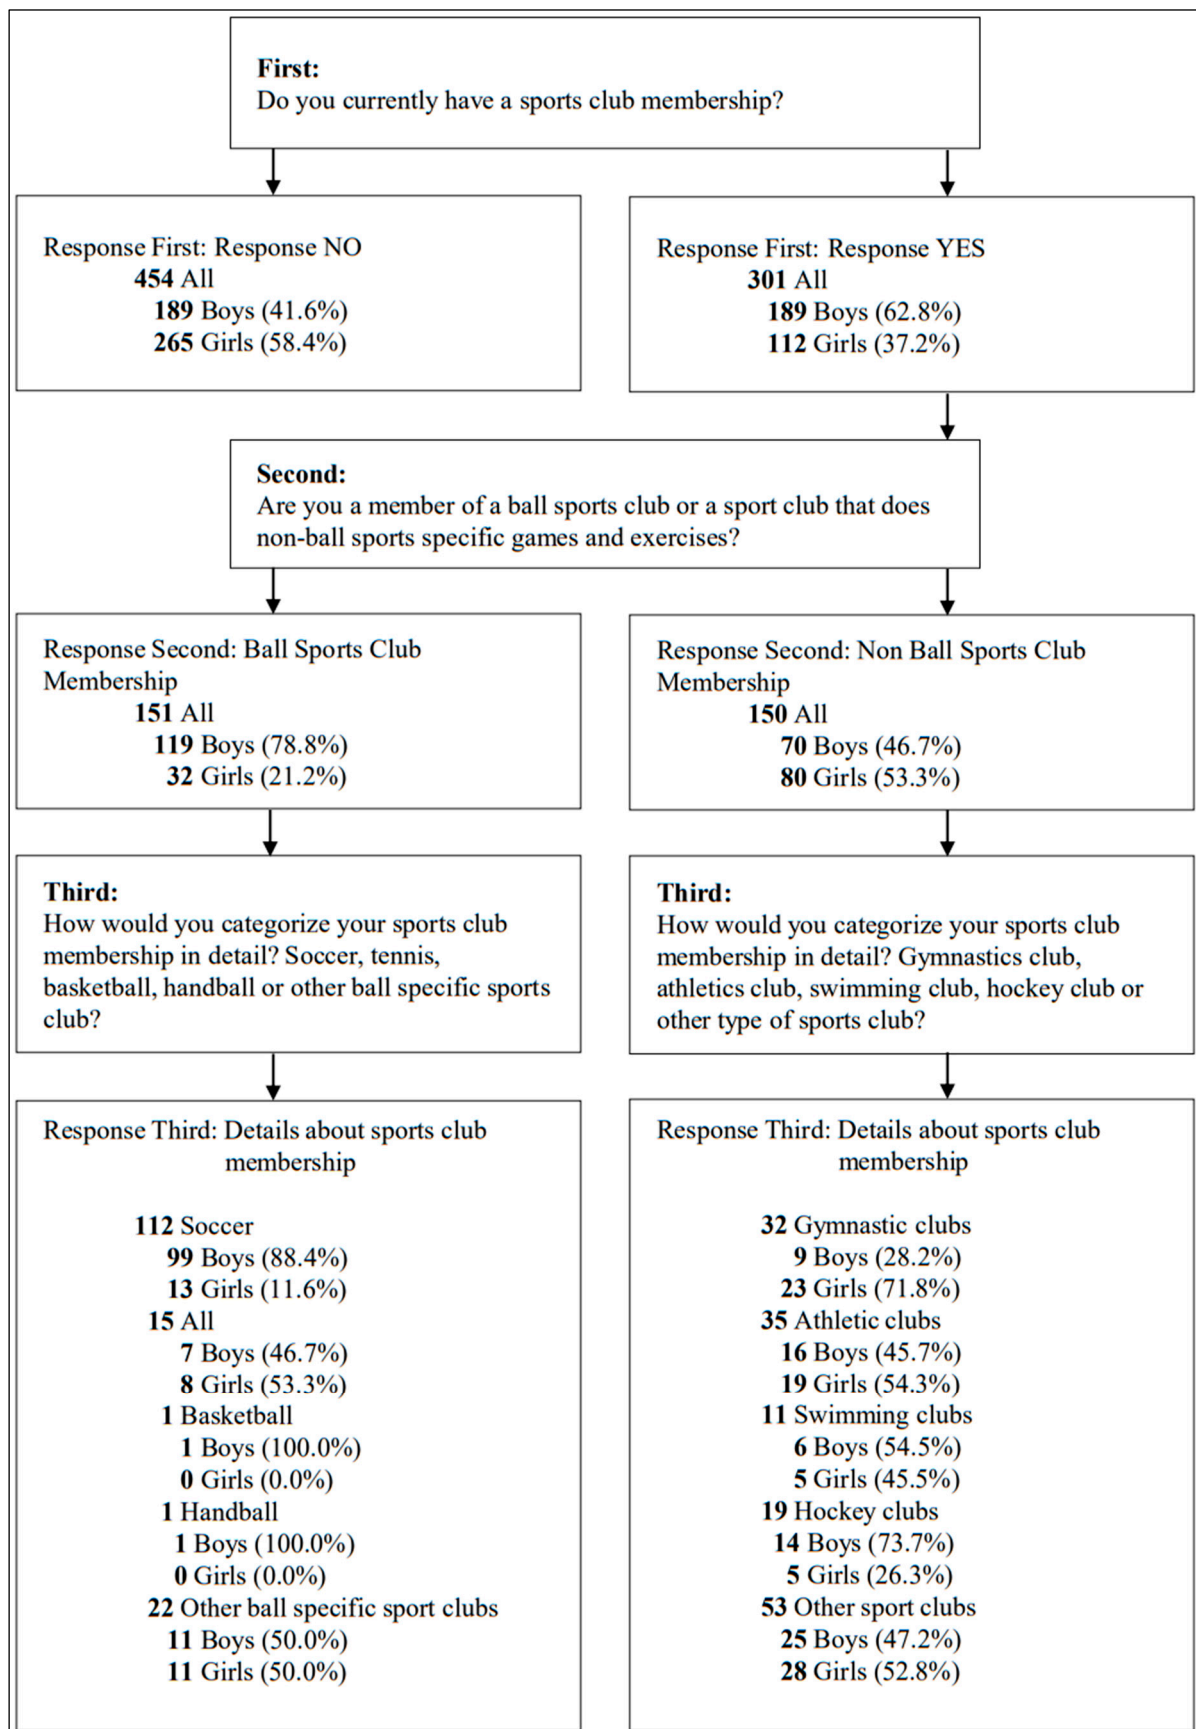 First:
Do you currently have a sports club membership?
Response First: Response NO
454 All
189 Boys (41.6%)
265 Girls (58.4%)
Response First: Response YES
301 All
189 Boys (62.8%)
112 Girls (37.2%)
Second:
Are you a member of a ball sports club or a sport club that does
non-ball sports specific games and exercises?
Response Second: Ball Sports Club
Membership
151 All
119 Boys (78.8%)
32 Girls (21.2%)
Response Second: Non Ball Sports Club
Membership
150 All
70 Boys (46.7%)
80 Girls (53.3%)
Third:
How would you categorize your sports club
membership in detail? Soccer, tennis,
basketball, handball or other ball specific sports
club?
Third:
How would you categorize your sports club
membership in detail? Gymnastics club,
athletics club, swimming club, hockey club or
other type of sports club?
Response Third: Details about sports club
membership
112 Soccer
99 Boys (88.4%)
13 Girls (11.6%)
15 All
7 Boys (46.7%)
8 Girls (53.3%)
1 Basketball
1 Boys (100.0%)
0 Girls (0.0%)
1 Handball
1 Boys (100.0%)
0 Girls (0.0%)
22 Other ball specific sport clubs
11 Boys (50.0%)
11 Girls (50.0%)
Response Third: Details about sports club
membership
32 Gymnastic clubs
9 Boys (28.2%)
23 Girls (71.8%)
35 Athletic clubs
16 Boys (45.7%)
19 Girls (54.3%)
11 Swimming clubs
6 Boys (54.5%)
5 Girls (45.5%)
19 Hockey clubs
14 Boys (73.7%)
5 Girls (26.3%)
53 Other sport clubs
25 Boys (47.2%)
28 Girls (52.8%)